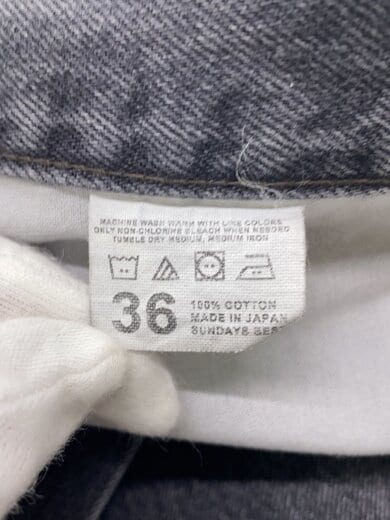 MACHINE WASH WARM WITH LIKE COLORS
ONLY NON-CHLORINE BLEACH WHEN NEEDED
TUMBLE DRY MEDIUM, MEDIUM IRON
36
100% COTTON
MADE IN JAPAN
SUNDAYS BES